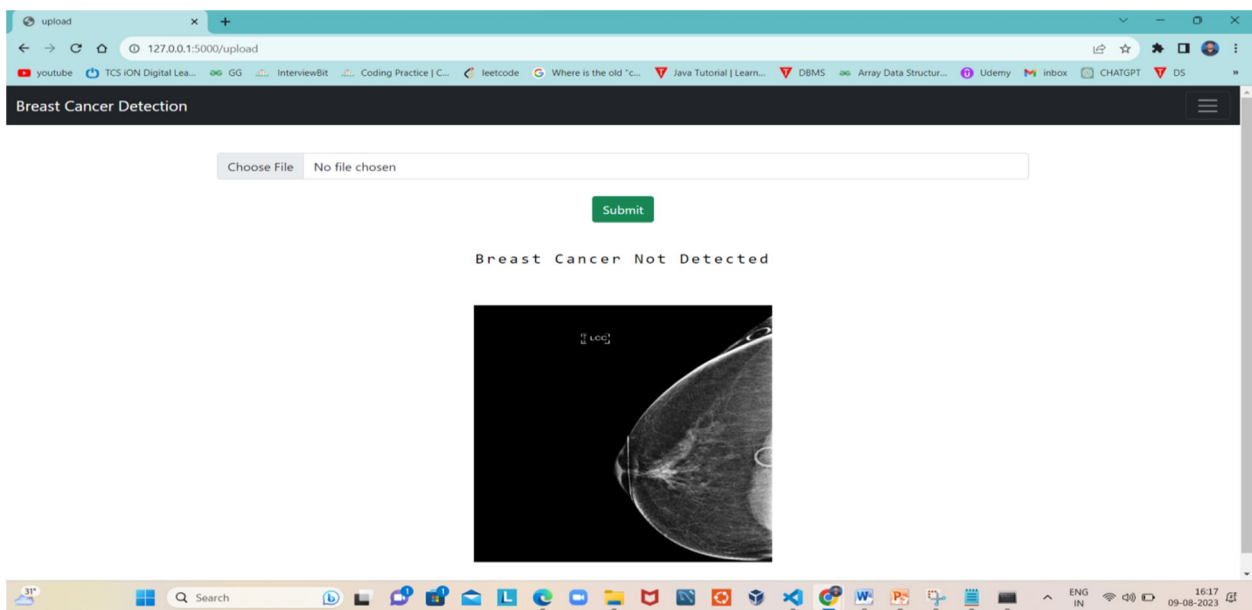 upload
127.0.0.1:5000/upload
youtube TCS iON Digital Lea... GG InterviewBit Coding Practice | C... leetcode Where is the old "c... Java Tutorial | Learn... DBMS Array Data Structur... Udemy inbox CHATGPT DS »
Breast Cancer Detection
Choose File No file chosen
Submit
Breast Cancer Not Detected
LCC
31°
Search
ENG
IN
16:17
09-08-2023